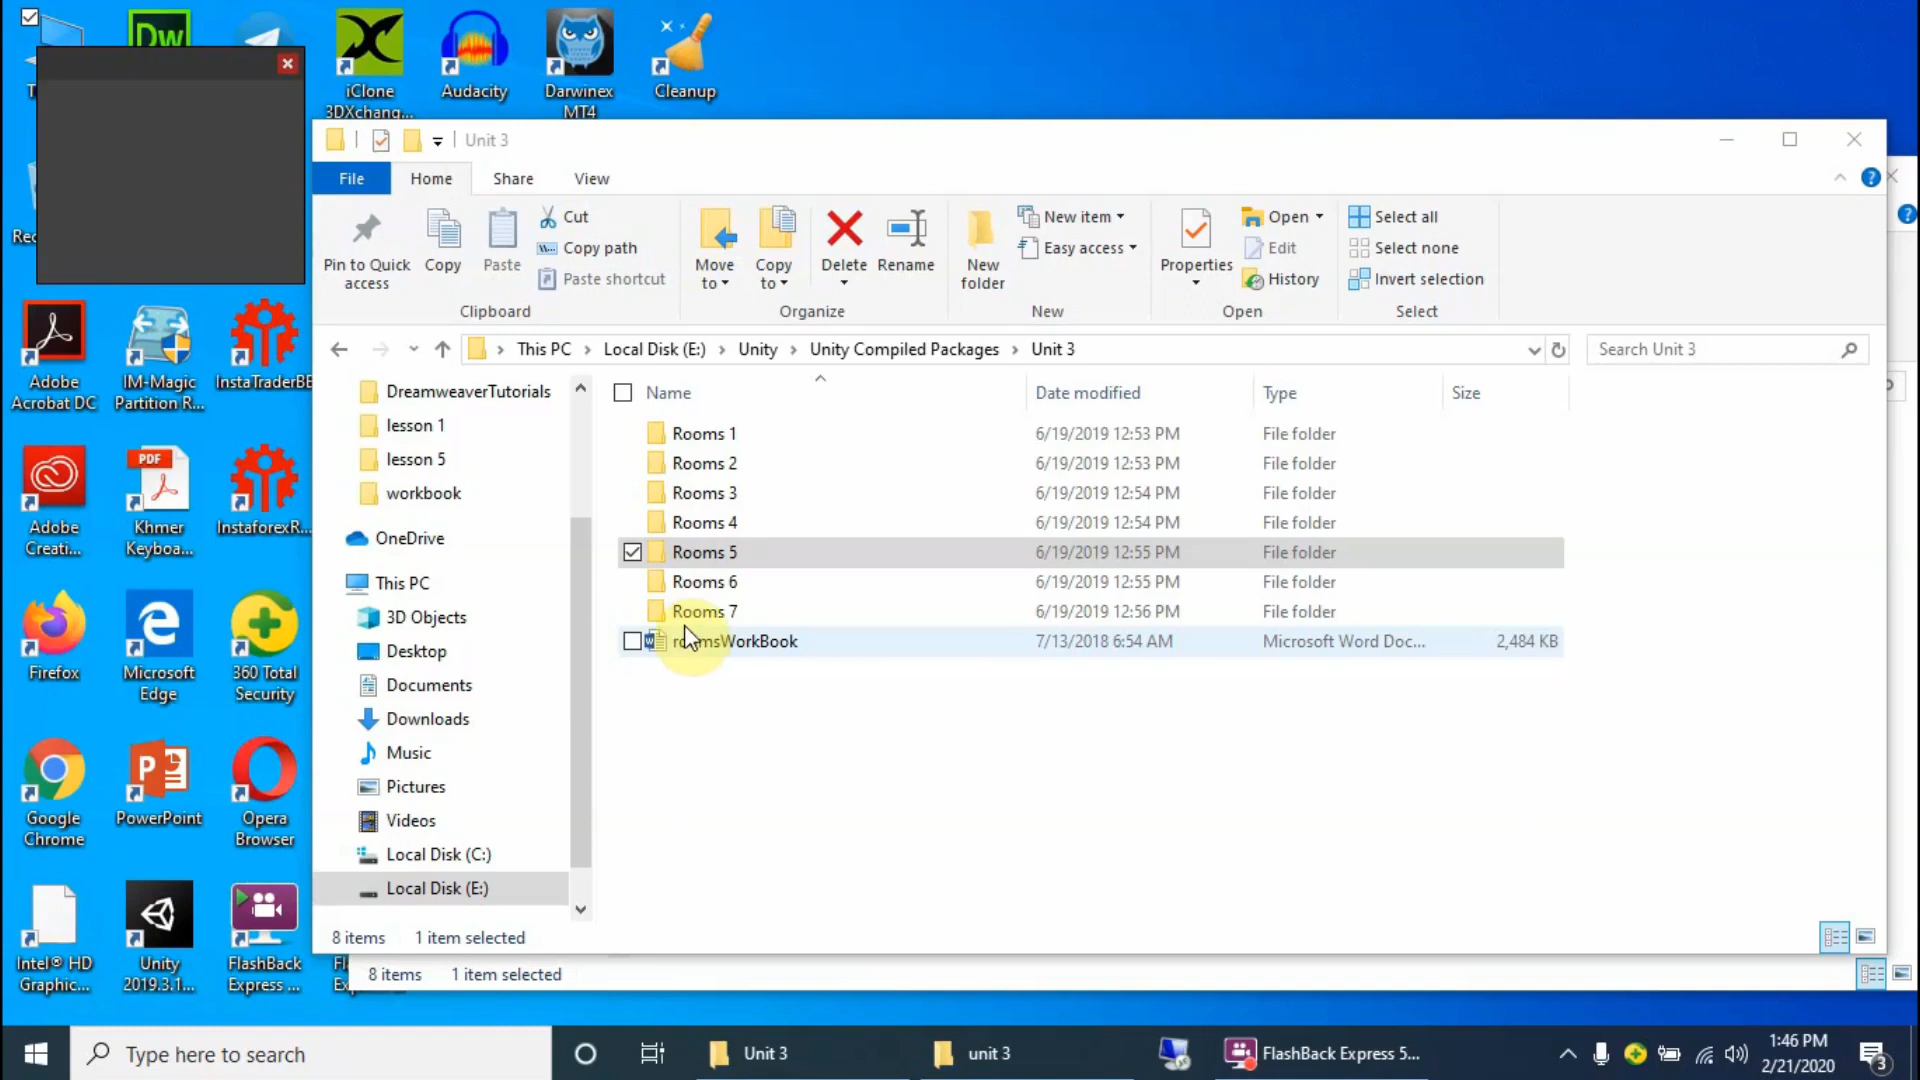 Dw
iClone
3DXchang...
Audacity
Darwinex
MT4
Cleanup
Unit 3
File
Home
Share
View
Pin to Quick
access
Copy
Paste
Cut
Copy path
Paste shortcut
Clipboard
Move
to
Copy
to
Delete
Rename
Organize
New
folder
New item
Easy access
New
Properties
Open
Edit
History
Open
Select all
Select none
Invert selection
Select
This PC
Local Disk (E:)
Unity
Unity Compiled Packages
Unit 3
Search Unit 3
DreamweaverTutorials
lesson 1
lesson 5
workbook
OneDrive
This PC
3D Objects
Desktop
Documents
Downloads
Music
Pictures
Videos
Local Disk (C:)
Local Disk (E:)
Name
Date modified
Type
Size
Rooms 1 6/19/2019 12:53 PM File folder
Rooms 2 6/19/2019 12:53 PM File folder
Rooms 3 6/19/2019 12:54 PM File folder
Rooms 4 6/19/2019 12:54 PM File folder
Rooms 5 6/19/2019 12:55 PM File folder
Rooms 6 6/19/2019 12:55 PM File folder
Rooms 7 6/19/2019 12:56 PM File folder
roomsWorkBook 7/13/2018 6:54 AM Microsoft Word Doc... 2,484 KB
8 items 1 item selected
8 items 1 item selected
Adobe
Acrobat DC
IM-Magic
Partition R...
InstaTraderBE
Adobe
Creati...
PDF
Khmer
Keyboa...
InstaforexR...
Firefox
Microsoft
Edge
360 Total
Security
Google
Chrome
PowerPoint
Opera
Browser
Intel® HD
Graphic...
Unity
2019.3.1...
FlashBack
Express ...
Type here to search
Unit 3
unit 3
FlashBack Express 5...
1:46 PM
2/21/2020
3